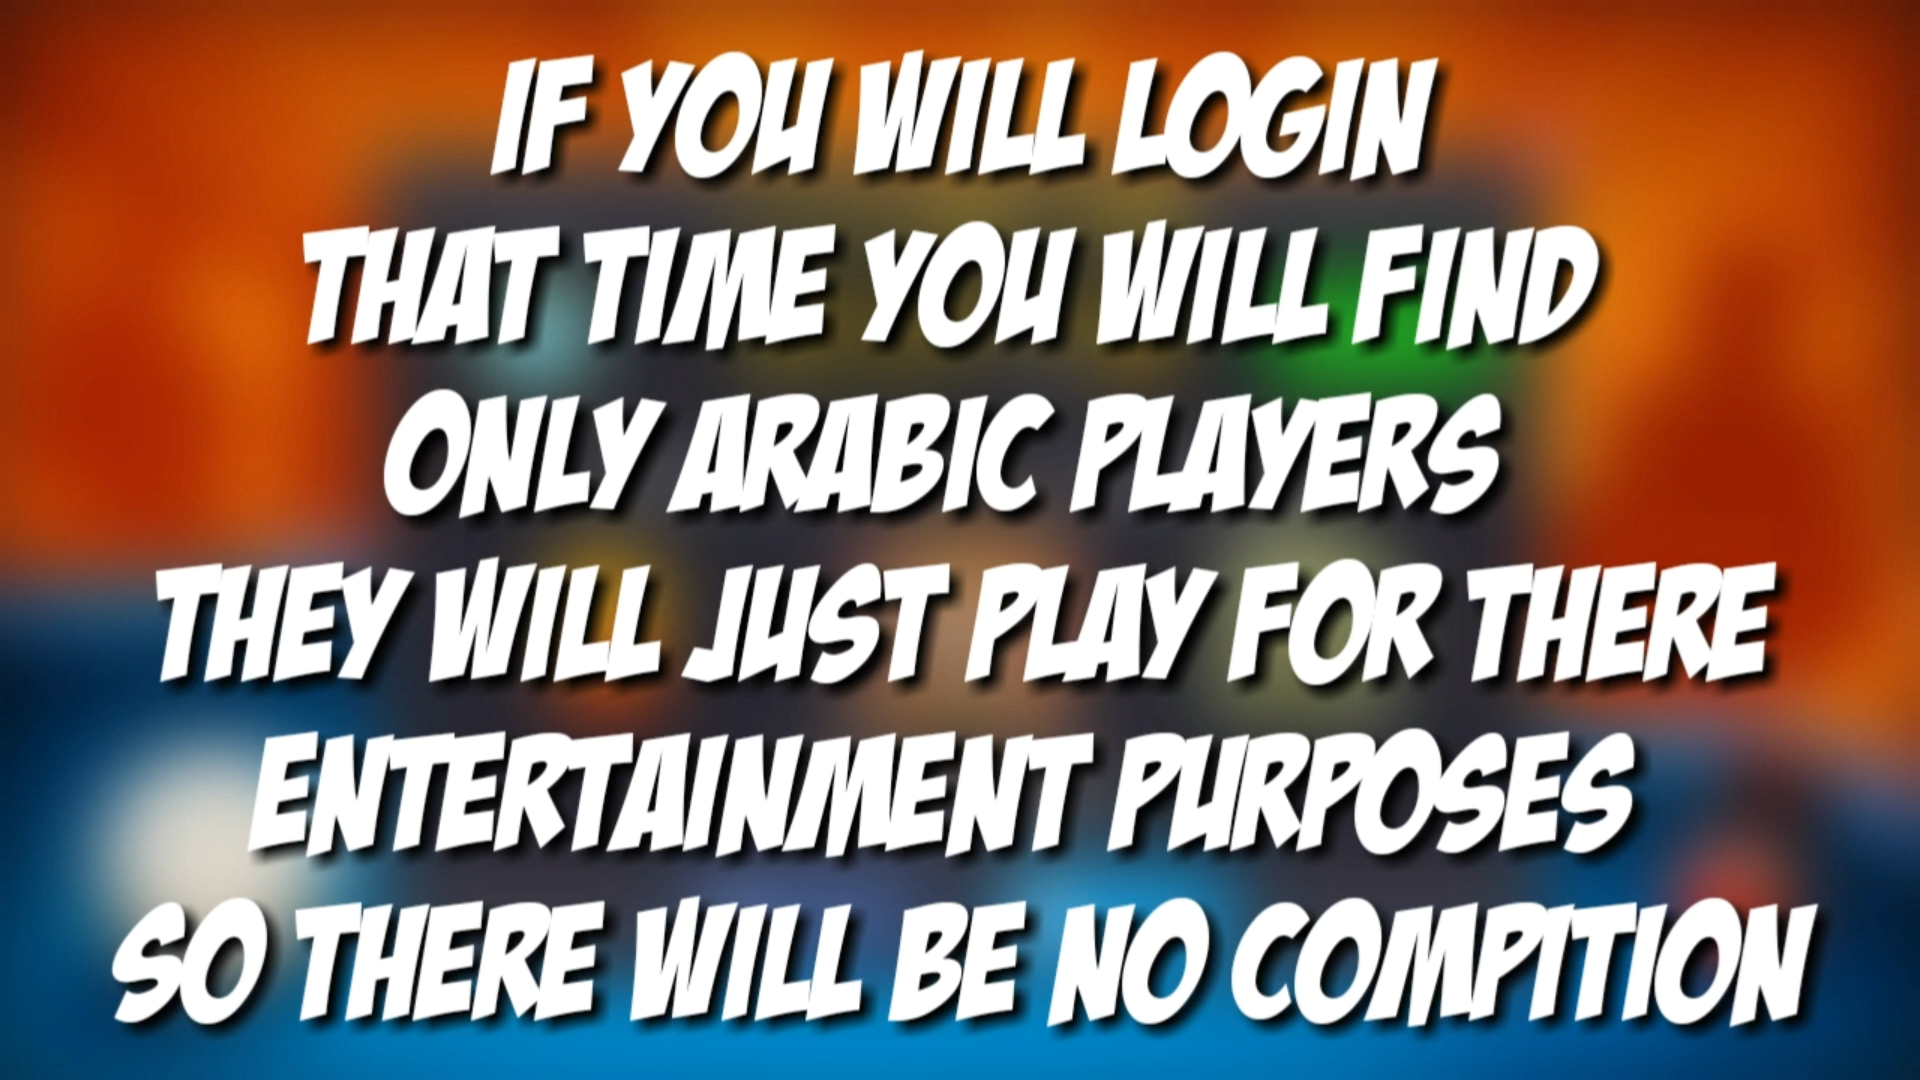 IF YOU WILL LOGIN
THAT TIME YOU WILL FIND
ONLY ARABIC PLAYERS
THEY WILL JUST PLAY FOR THERE
ENTERTAINMENT PURPOSES
SO THERE WILL BE NO COMPITION